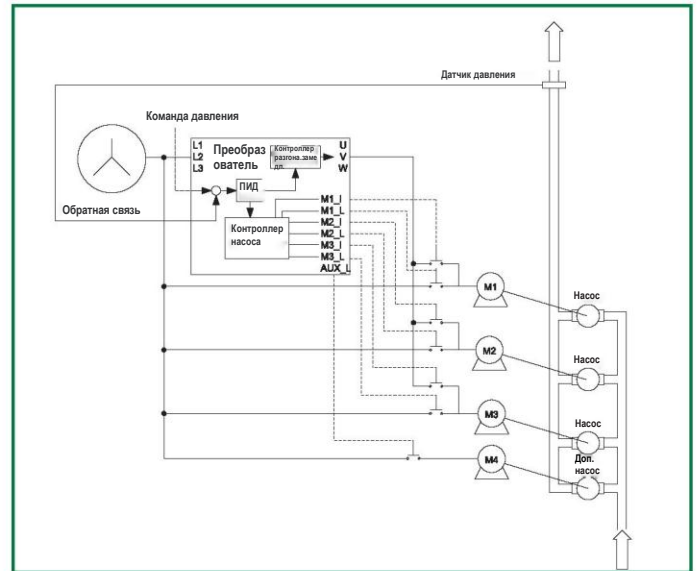 Датчик давления
Команда давления
L1
L2
L3
Преобраз
ователь
Контроллер
разгона.заме
дл.
U
V
W
ПИД
Обратная связь
Контроллер
насоса
M1_I
M1_L
M2_I
M2_L
M3_I
M3_L
AUX_L
M1
Насос
M2
Насос
M3
Насос
M4
Доп.
насос